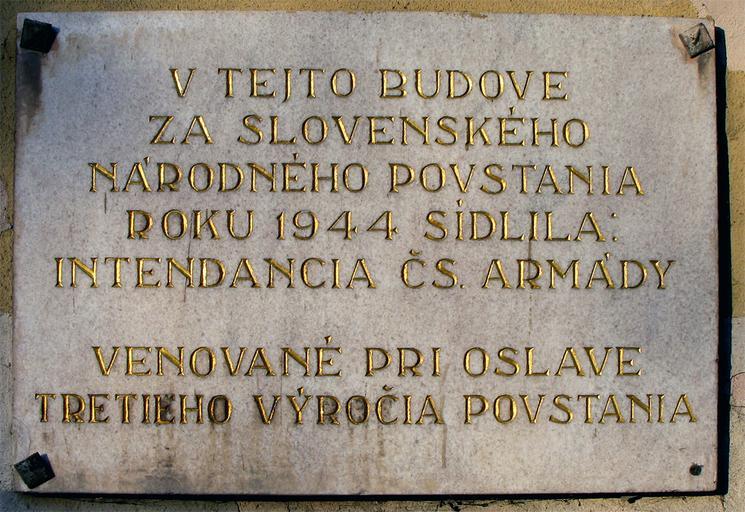 V TEJTO BUDOVE
ZA SLOVENSKÉHO
NÁRODNÉHO POVSTANIA
ROKU 1944 SÍDLILA:
INTENDANCIA ČS. ARMÁDY
VENOVANÉ PRI OSLAVE
TRETIEHO VÝROČIA POVSTANIA